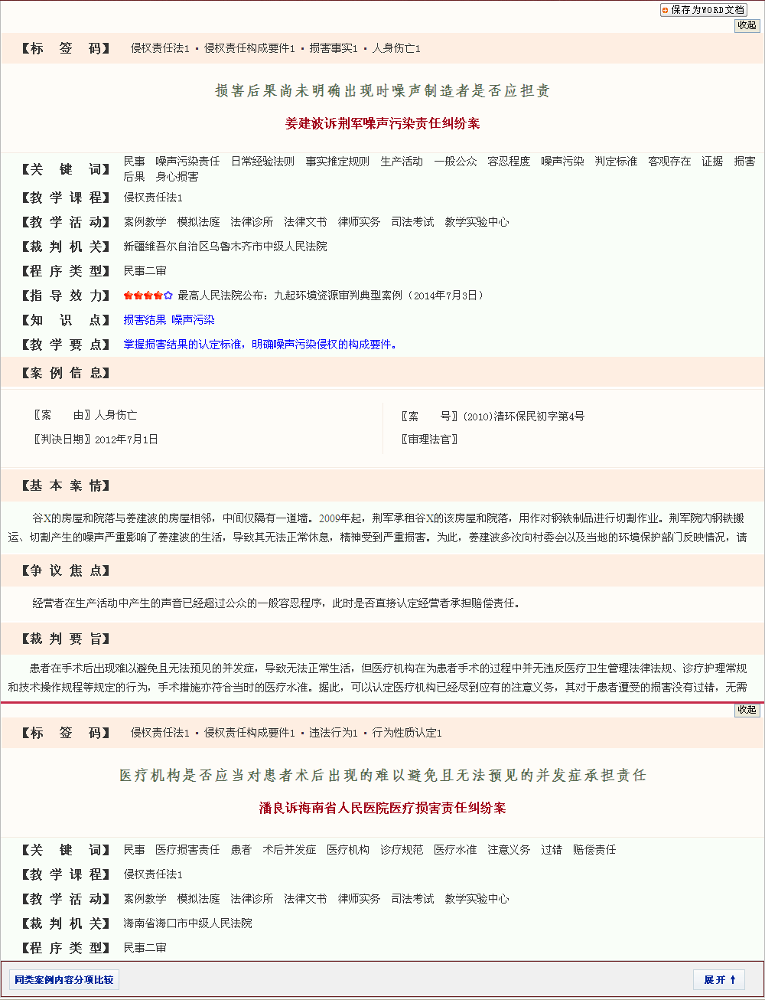 保存为WORD文档
收起
【标 签 码】 侵权责任法1 · 侵权责任构成要件1 · 损害事实1 · 人身伤亡1
损害后果尚未明确出现时噪声制造者是否应担责
姜建波诉荆军噪声污染责任纠纷案
【关 键 词】 民事 噪声污染责任 日常经验法则 事实推定规则 生产活动 一般公众 容忍程度 噪声污染 判定标准 客观存在 证据 损害
后果 身心损害
【教 学 课 程】 侵权责任法1
【教 学 活 动】 案例教学 模拟法庭 法律诊所 法律文书 律师实务 司法考试 教学实验中心
【裁 判 机 关】 新疆维吾尔自治区乌鲁木齐市中级人民法院
【程 序 类 型】 民事二审
【指 导 效 力】 最高人民法院公布：九起环境资源审判典型案例（2014年7月3日）
【知 识 点】 损害结果 噪声污染
【教 学 要 点】 掌握损害结果的认定标准，明确噪声污染侵权的构成要件。
【案 例 信 息】
〖案 由〗人身伤亡 〖案 号〗(2010)清环保民初字第4号
〖判决日期〗2012年7月1日 〖审理法官〗
【基 本 案 情】
谷X的房屋和院落与姜建波的房屋相邻，中间仅隔有一道墙。2009年起，荆军承租谷X的该房屋和院落，用作对钢铁制品进行切割作业。荆军院内钢铁搬
运、切割产生的噪声严重影响了姜建波的生活，导致其无法正常休息，精神受到严重损害。为此，姜建波多次向村委会以及当地的环境保护部门反映情况，请
【争 议 焦 点】
经营者在生产活动中产生的声音已经超过公众的一般容忍程序，此时是否直接认定经营者承担赔偿责任。
【裁 判 要 旨】
患者在手术后出现难以避免且无法预见的并发症，导致无法正常生活，但医疗机构在为患者手术的过程中并无违反医疗卫生管理法律法规、诊疗护理常规
和技术操作规程等规定的行为，手术措施亦符合当时的医疗水准。据此，可以认定医疗机构已经尽到应有的注意义务，其对于患者遭受的损害没有过错，无需
收起
【标 签 码】 侵权责任法1 · 侵权责任构成要件1 · 违法行为1 · 行为性质认定1
医疗机构是否应当对患者术后出现的难以避免且无法预见的并发症承担责任
潘良诉海南省人民医院医疗损害责任纠纷案
【关 键 词】 民事 医疗损害责任 患者 术后并发症 医疗机构 诊疗规范 医疗水准 注意义务 过错 赔偿责任
【教 学 课 程】 侵权责任法1
【教 学 活 动】 案例教学 模拟法庭 法律诊所 法律文书 律师实务 司法考试 教学实验中心
【裁 判 机 关】 海南省海口市中级人民法院
【程 序 类 型】 民事二审
同类案例内容分项比较 展 开 ↑